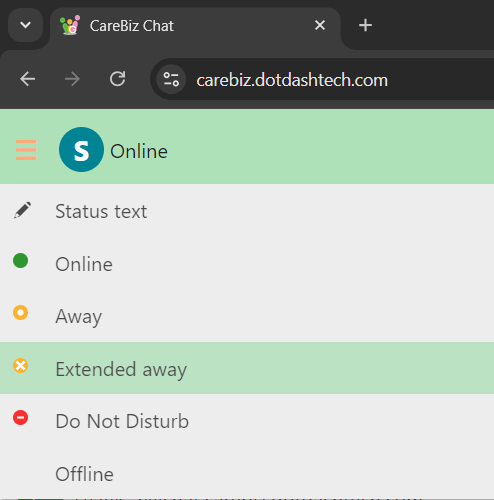 CareBiz Chat
carebiz.dotdashtech.com
S Online
Status text
Online
Away
Extended away
Do Not Disturb
Offline